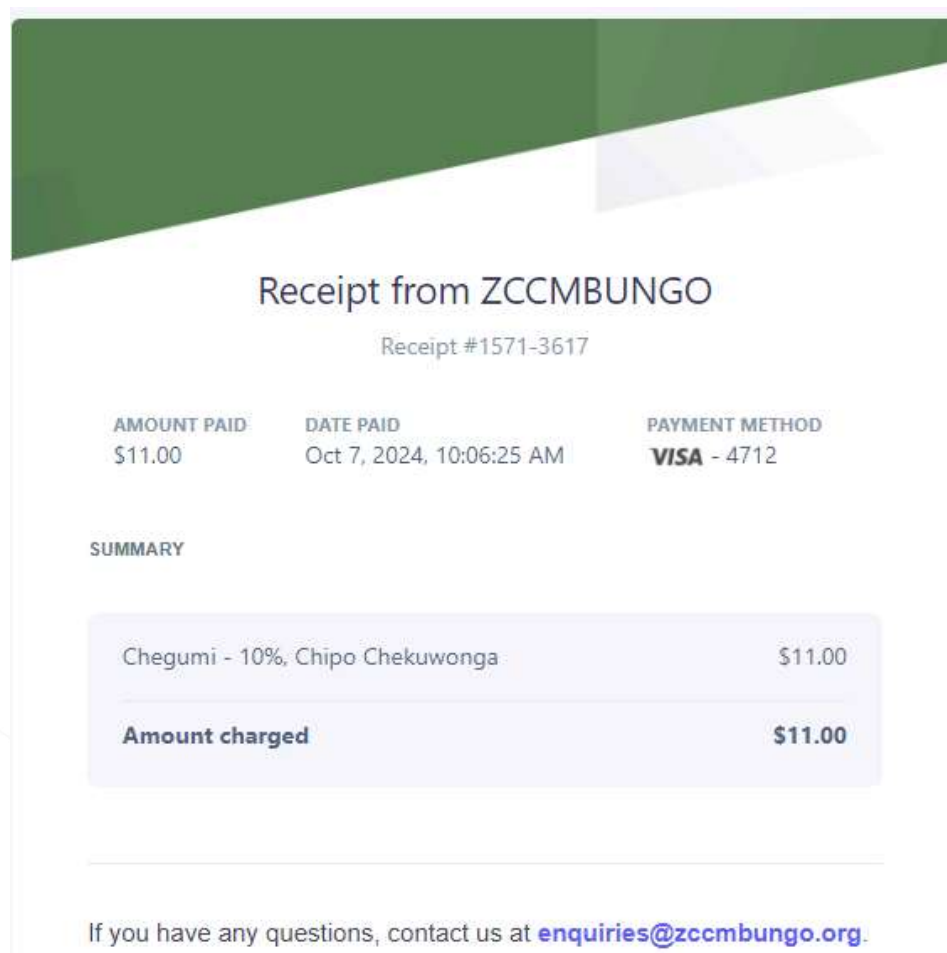 Receipt from ZCCMBUNGO
Receipt #1571-3617
AMOUNT PAID DATE PAID PAYMENT METHOD
$11.00 Oct 7, 2024, 10:06:25 AM VISA - 4712
SUMMARY
Chegumi - 10%, Chipo Chekuwonga $11.00
Amount charged $11.00
If you have any questions, contact us at enquiries@zccmbungo.org.